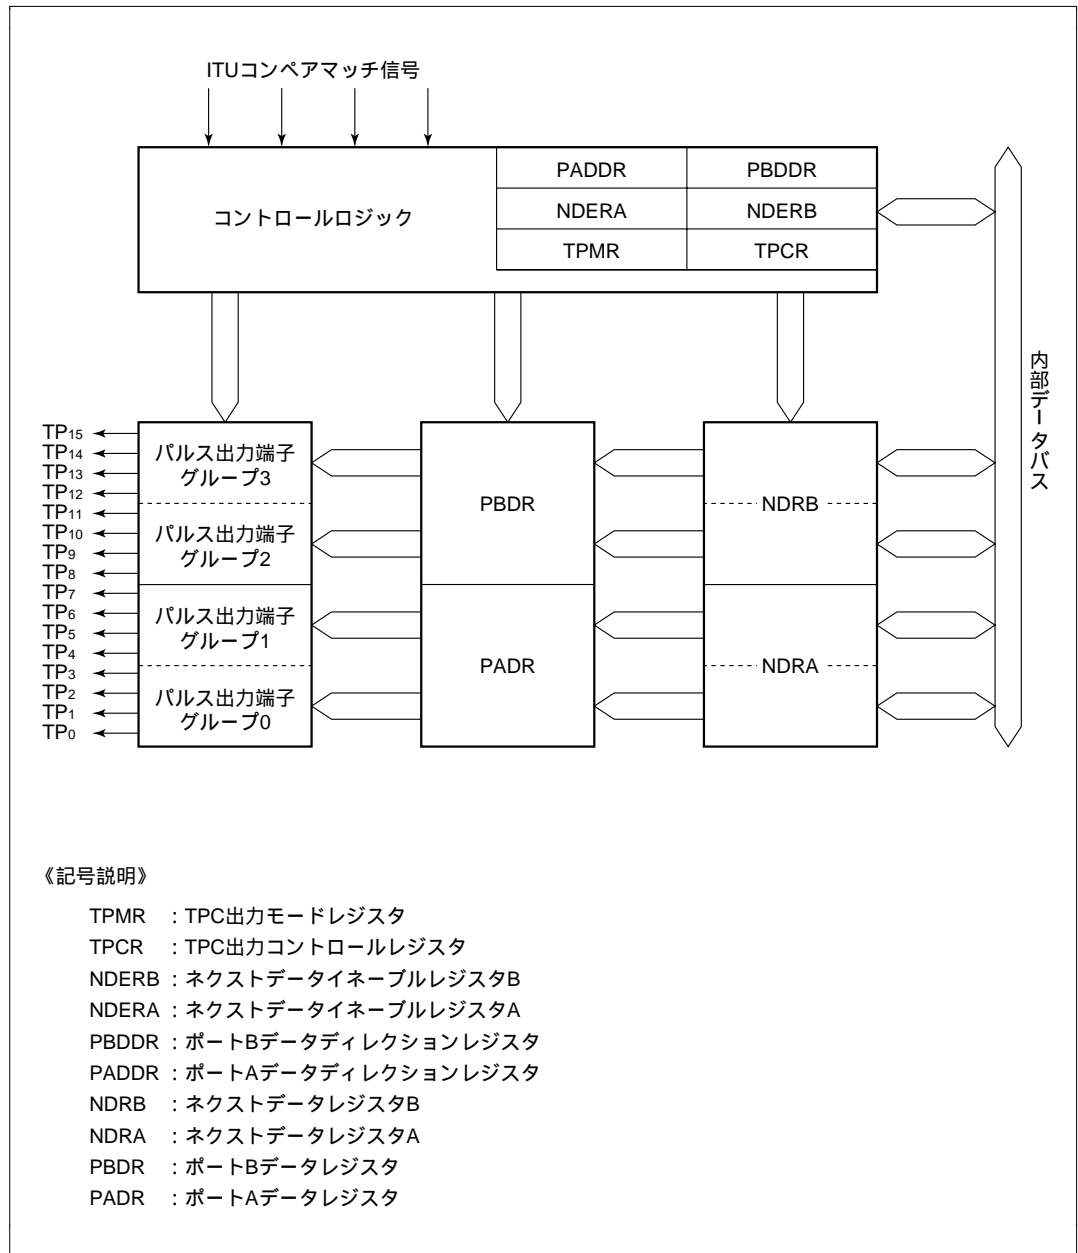 ITUコンペアマッチ信号
コントロールロジック
PADDR PBDDR
NDERA NDERB
TPMR TPCR
内部データバス
TP15
TP14
TP13
TP12
TP11
TP10
TP9
TP8
TP7
TP6
TP5
TP4
TP3
TP2
TP1
TP0
パルス出力端子
グループ3
パルス出力端子
グループ2
パルス出力端子
グループ1
パルス出力端子
グループ0
PBDR
PADR
NDRB
NDRA
《記号説明》
TPMR :TPC出力モードレジスタ
TPCR :TPC出力コントロールレジスタ
NDERB :ネクストデータイネーブルレジスタB
NDERA :ネクストデータイネーブルレジスタA
PBDDR :ポートBデータディレクションレジスタ
PADDR :ポートAデータディレクションレジスタ
NDRB :ネクストデータレジスタB
NDRA :ネクストデータレジスタA
PBDR :ポートBデータレジスタ
PADR :ポートAデータレジスタ